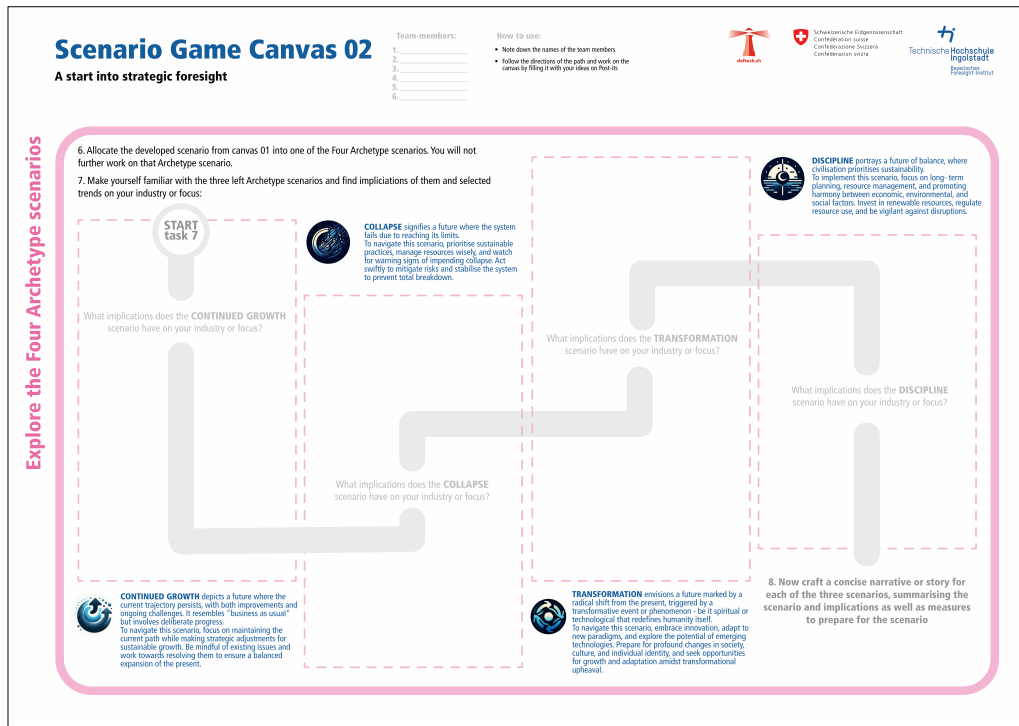 Scenario Game Canvas 02
A start into strategic foresight
Team-members:
1.
2.
3.
4.
5.
6.
How to use:
• Note down the names of the team members
• Follow the directions of the path and work on the
canvas by filling it with your ideas on Post-its
deftech.ch
Schweizerische Eidgenossenschaft
Confédération suisse
Confederazione Svizzera
Confederaziun svizra
Technische Hochschule
Ingolstadt
Bayerisches
Foresight-Institut
Explore the Four Archetype scenarios
6. Allocate the developed scenario from canvas 01 into one of the Four Archetype scenarios. You will not
further work on that Archetype scenario.
7. Make yourself familiar with the three left Archetype scenarios and find impliciations of them and selected
trends on your industry or focus:
START
task 7
What implications does the CONTINUED GROWTH
scenario have on your industry or focus?
CONTINUED GROWTH depicts a future where the
current trajectory persists, with both improvements and
ongoing challenges. It resembles "business as usual"
but involves deliberate progress.
To navigate this scenario, focus on maintaining the
current path while making strategic adjustments for
sustainable growth. Be mindful of existing issues and
work towards resolving them to ensure a balanced
expansion of the present.
COLLAPSE signifies a future where the system
fails due to reaching its limits.
To navigate this scenario, prioritise sustainable
practices, manage resources wisely, and watch
for warning signs of impending collapse. Act
swiftly to mitigate risks and stabilise the system
to prevent total breakdown.
What implications does the COLLAPSE
scenario have on your industry or focus?
What implications does the TRANSFORMATION
scenario have on your industry or focus?
TRANSFORMATION envisions a future marked by a
radical shift from the present, triggered by a
transformative event or phenomenon - be it spiritual or
technological that redefines humanity itself.
To navigate this scenario, embrace innovation, adapt to
new paradigms, and explore the potential of emerging
technologies. Prepare for profound changes in society,
culture, and individual identity, and seek opportunities
for growth and adaptation amidst transformational
upheaval.
DISCIPLINE portrays a future of balance, where
civilisation prioritises sustainability.
To implement this scenario, focus on long- term
planning, resource management, and promoting
harmony between economic, environmental, and
social factors. Invest in renewable resources, regulate
resource use, and be vigilant against disruptions.
What implications does the DISCIPLINE
scenario have on your industry or focus?
8. Now craft a concise narrative or story for
each of the three scenarios, summarising the
scenario and implications as well as measures
to prepare for the scenario